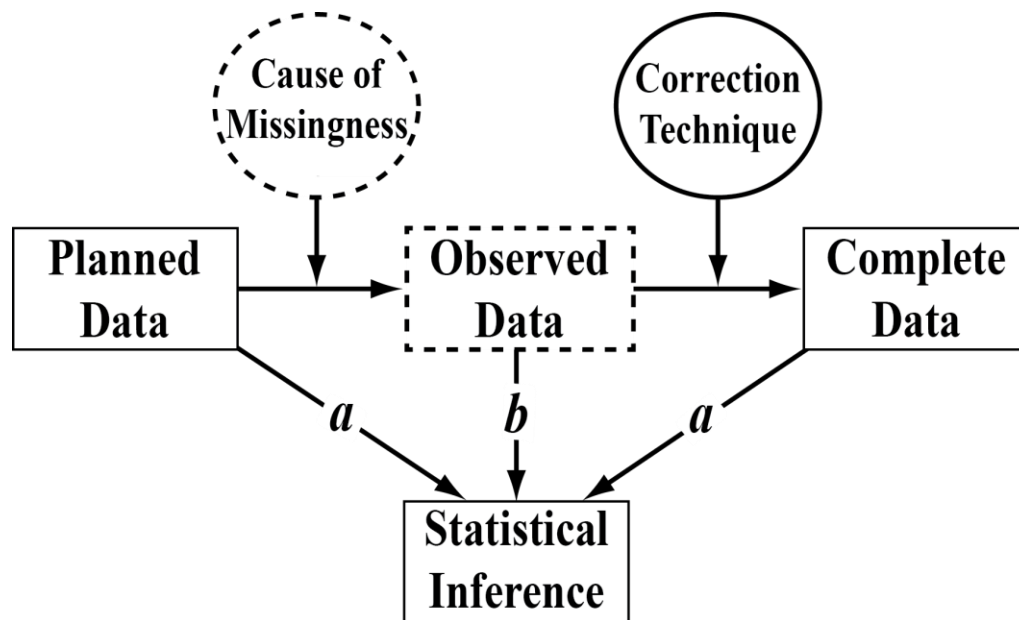 Cause of
Missingness
Correction
Technique
Planned
Data
Observed
Data
Complete
Data
a
b
a
Statistical
Inference